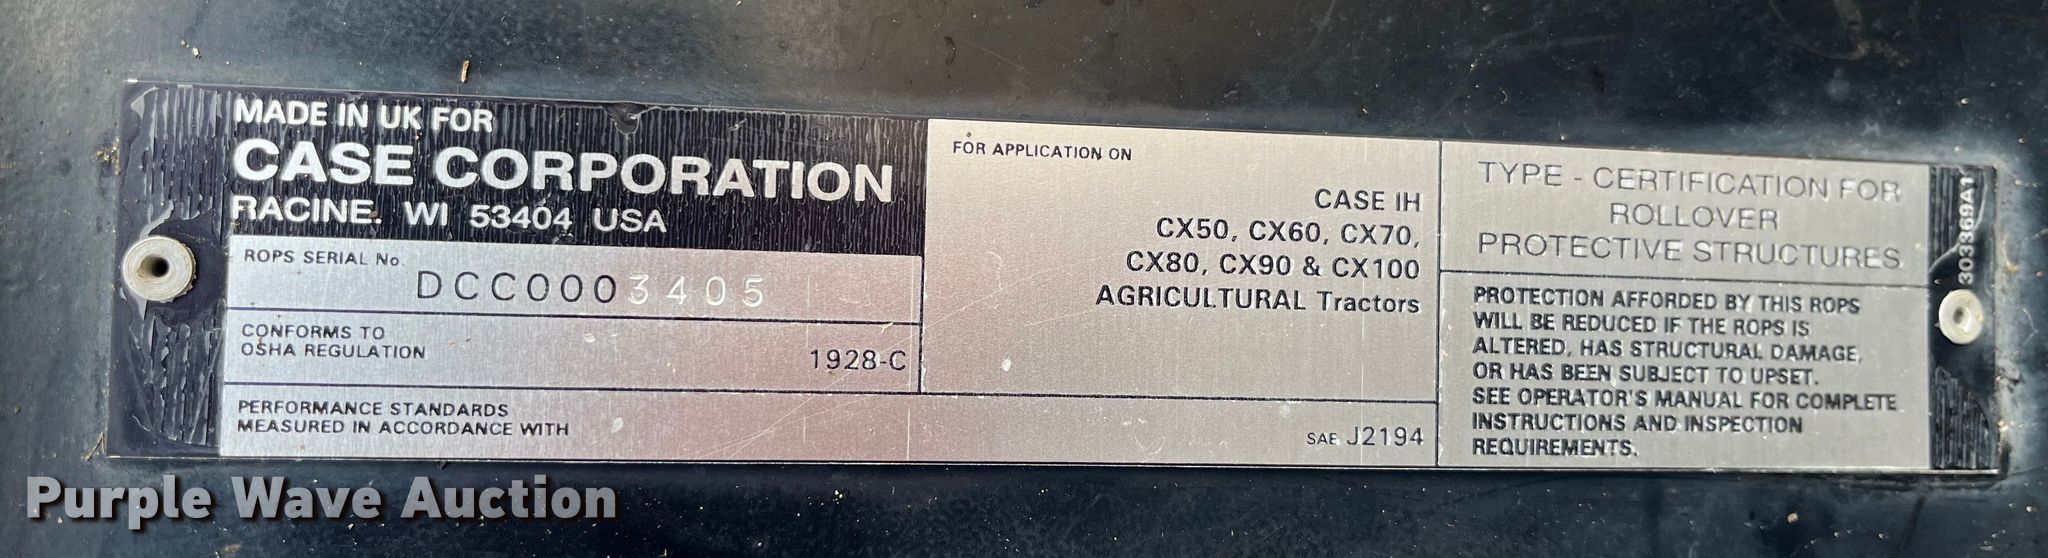 MADE IN UK FOR
CASE CORPORATION
RACINE. WI 53404 USA
ROPS SERIAL No.
DCC0003405
CONFORMS TO
OSHA REGULATION
1928-C
PERFORMANCE STANDARDS
MEASURED IN ACCORDANCE WITH
SAE J2194
FOR APPLICATION ON
CASE IH
CX50, CX60, CX70,
CX80, CX90 & CX100
AGRICULTURAL Tractors
TYPE - CERTIFICATION FOR
ROLLOVER
PROTECTIVE STRUCTURES
PROTECTION AFFORDED BY THIS ROPS
WILL BE REDUCED IF THE ROPS IS
ALTERED, HAS STRUCTURAL DAMAGE,
OR HAS BEEN SUBJECT TO UPSET.
SEE OPERATOR'S MANUAL FOR COMPLETE
INSTRUCTIONS AND INSPECTION
REQUIREMENTS.
303369A1
Purple Wave Auction